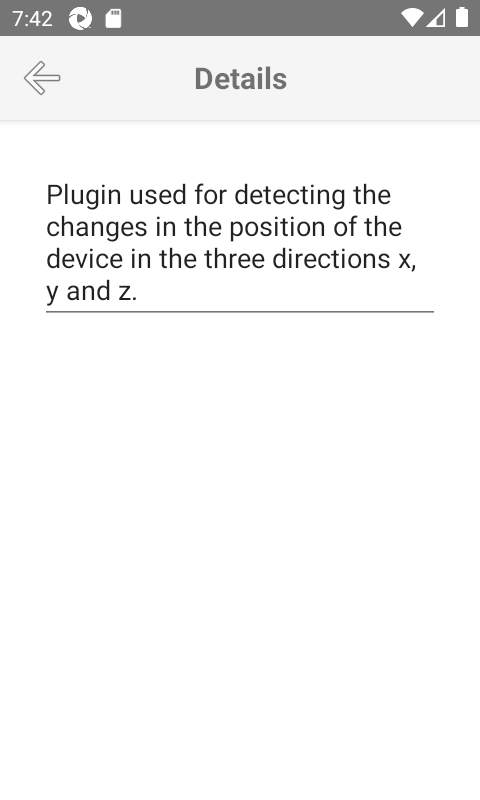 7:42
Details
Plugin used for detecting the
changes in the position of the
device in the three directions x,
y and z.